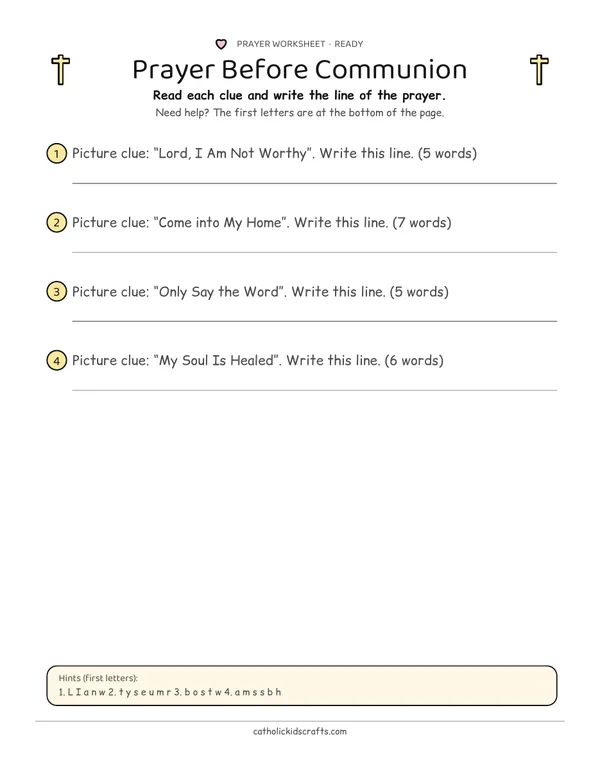 PRAYER WORKSHEET · READY
Prayer Before Communion
Read each clue and write the line of the prayer.
Need help? The first letters are at the bottom of the page.
1 Picture clue: “Lord, I Am Not Worthy”. Write this line. (5 words)
2 Picture clue: “Come into My Home”. Write this line. (7 words)
3 Picture clue: “Only Say the Word”. Write this line. (5 words)
4 Picture clue: “My Soul Is Healed”. Write this line. (6 words)
Hints (first letters):
1. L I a n w 2. t y s e u m r 3. b o s t w 4. a m s s b h
catholickidscrafts.com